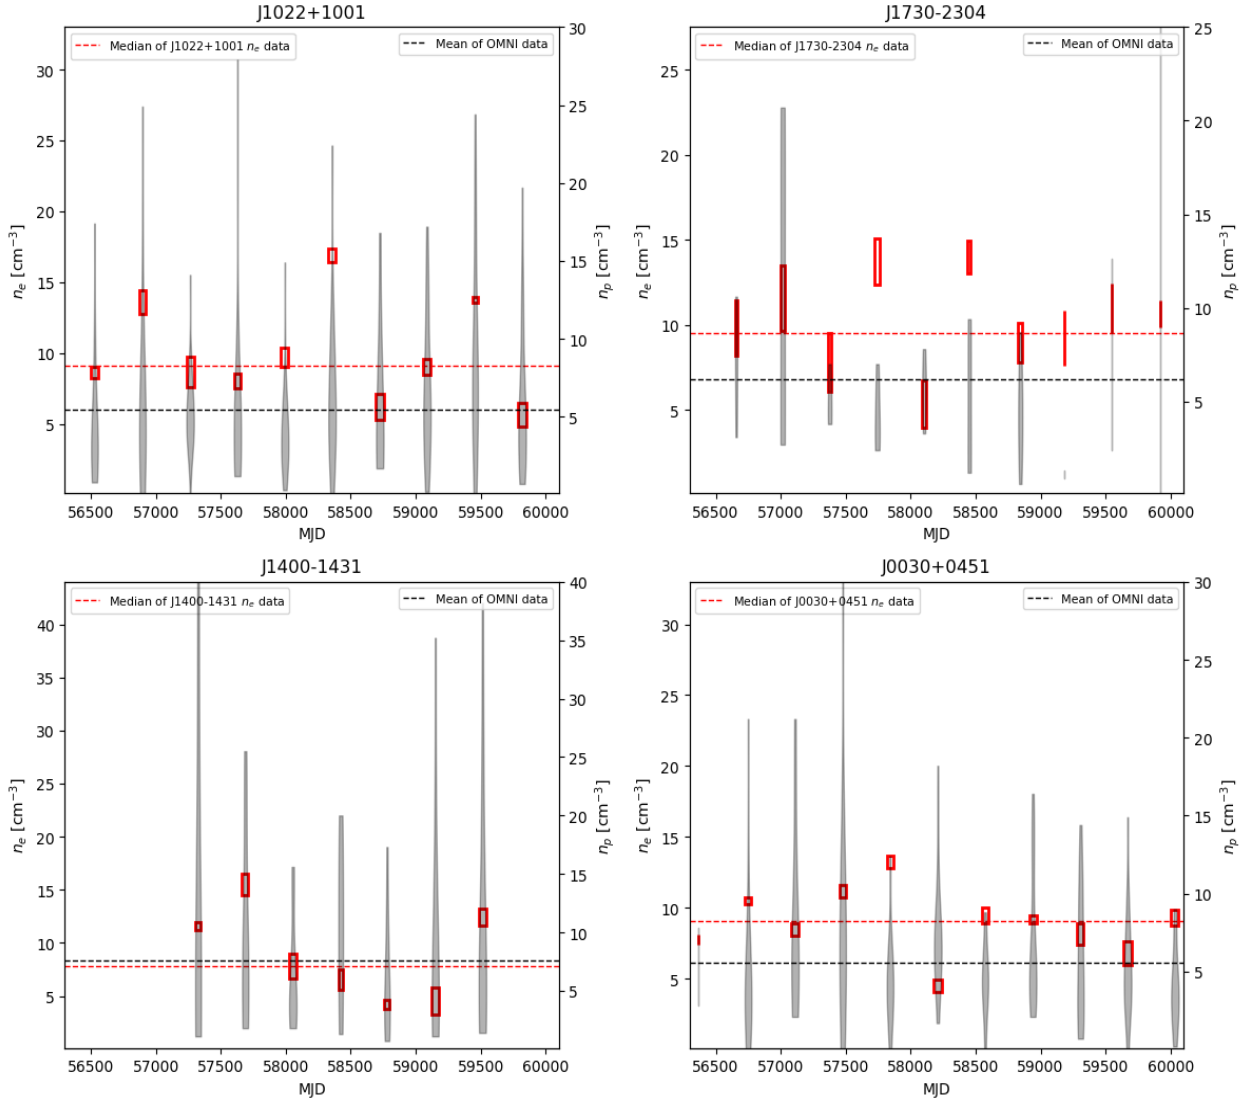 J1022+1001
Median of J1022+1001 n_e data
Mean of OMNI data
30
25
20
15
10
5
n_e [cm⁻³]
30
25
20
15
10
5
n_p [cm⁻³]
56500 57000 57500 58000 58500 59000 59500 60000
MJD
J1730-2304
Median of J1730-2304 n_e data
Mean of OMNI data
25
20
15
10
5
n_e [cm⁻³]
25
20
15
10
5
n_p [cm⁻³]
56500 57000 57500 58000 58500 59000 59500 60000
MJD
J1400-1431
Median of J1400-1431 n_e data
Mean of OMNI data
40
35
30
25
20
15
10
5
n_e [cm⁻³]
40
35
30
25
20
15
10
5
n_p [cm⁻³]
56500 57000 57500 58000 58500 59000 59500 60000
MJD
J0030+0451
Median of J0030+0451 n_e data
Mean of OMNI data
30
25
20
15
10
5
n_e [cm⁻³]
30
25
20
15
10
5
n_p [cm⁻³]
56500 57000 57500 58000 58500 59000 59500 60000
MJD